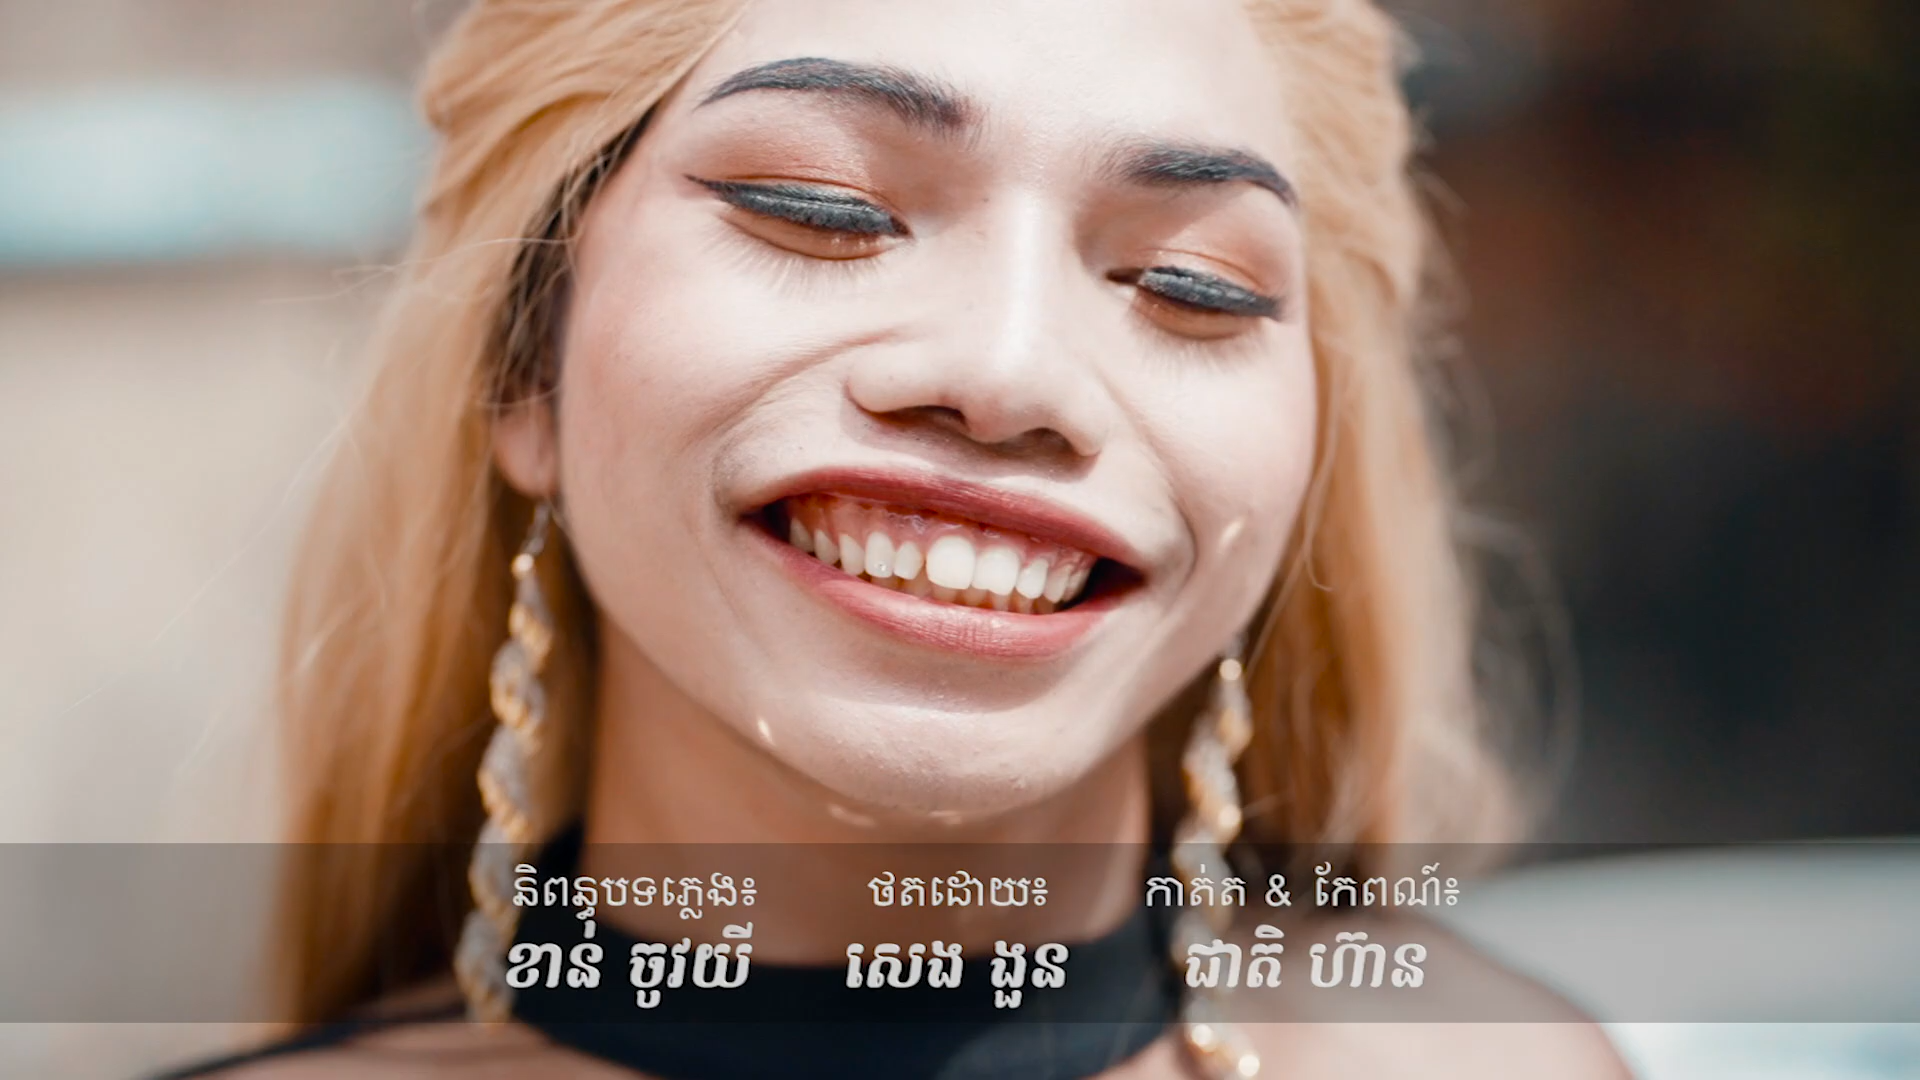 និពន្ធបទភ្លេង៖ ថតដោយ៖ កាត់ត & កែពណ៌៖
ខាន់ ចូវយី សេង ងួន ជាតិ ហ៊ាន